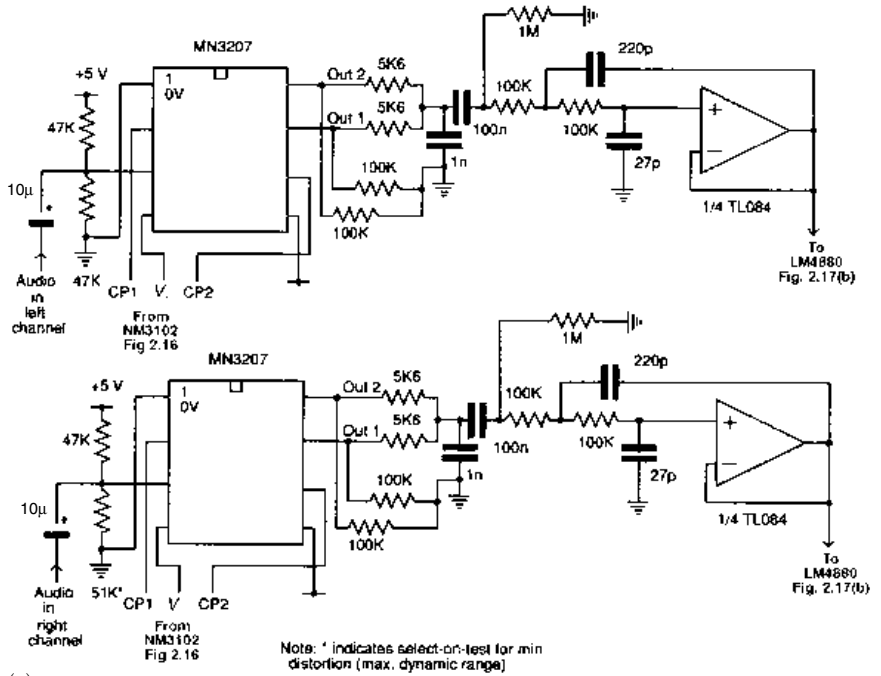 MN3207
+5 V
1
0V
47K
10µ
+
47K
Audio
in
left
channel
CP1
V.
CP2
From
NM3102
Fig 2.16
Out 2
5K6
Out 1
5K6
100K
100K
1n
100n
1M
100K
220p
100K
27p
+
−
1/4 TL084
To
LM4880
Fig. 2.17(b)
MN3207
+5 V
1
0V
47K
10µ
+
51K*
Audio
in
right
channel
CP1
V
CP2
From
NM3102
Fig 2.16
Out 2
5K6
Out 1
5K6
100K
100K
1n
100n
1M
100K
220p
100K
27p
+
−
1/4 TL084
To
LM4880
Fig. 2.17(b)
Note: * indicates select-on-test for min
distortion (max. dynamic range)